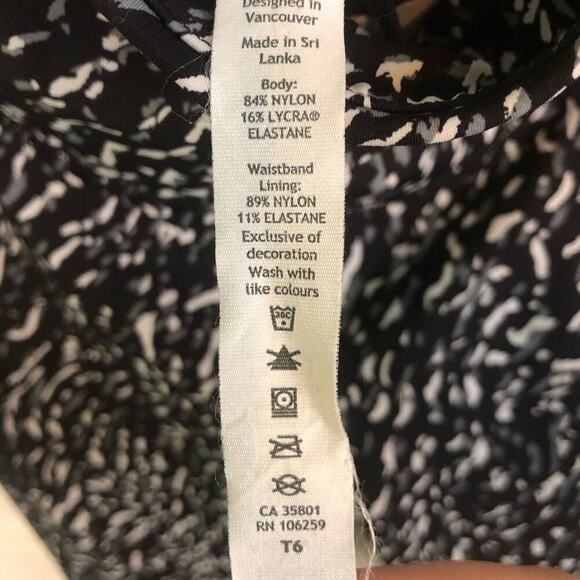 Designed in
Vancouver
Made in Sri
Lanka
Body:
84% NYLON
16% LYCRA®
ELASTANE
Waistband
Lining:
89% NYLON
11% ELASTANE
Exclusive of
decoration
Wash with
like colours
30C
CA 35801
RN 106259
T6